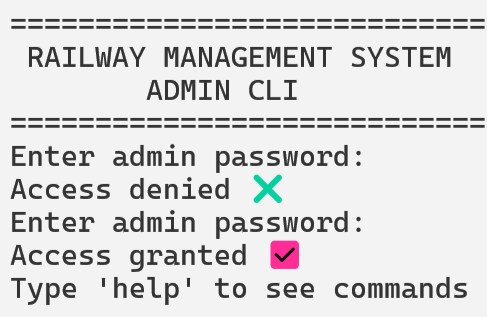 ============================
RAILWAY MANAGEMENT SYSTEM
ADMIN CLI
============================
Enter admin password:
Access denied ❌
Enter admin password:
Access granted ✅
Type 'help' to see commands